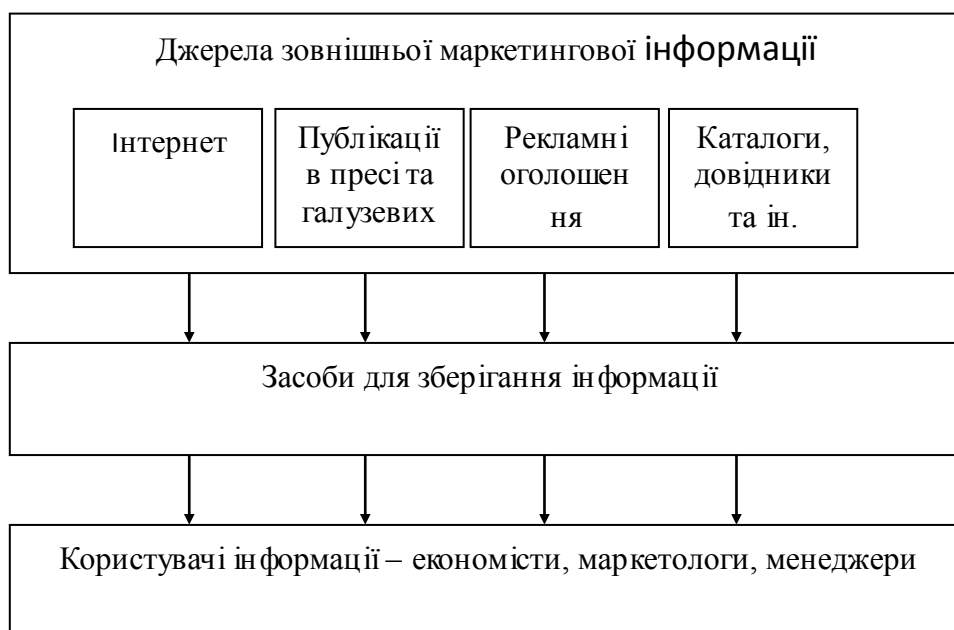 Джерела зовнішньої маркетингової інформації
Інтернет
Публікації
в пресі та
галузевих
Рекламні
оголошен
ня
Каталоги,
довідники
та ін.
Засоби для зберігання інформації
Користувачі інформації – економісти, маркетологи, менеджери